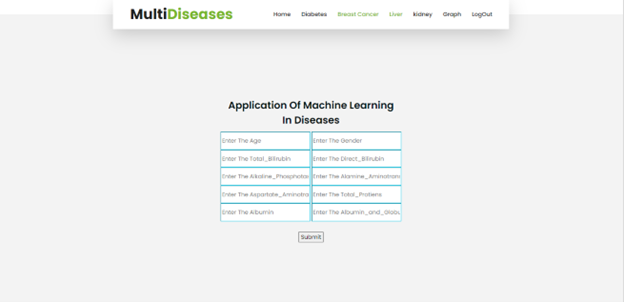 MultiDiseases
Home Diabetes Breast Cancer Liver kidney Graph LogOut
Application Of Machine Learning
In Diseases
Enter The Age Enter The Gender
Enter The Total_Bilirubin Enter The Direct_Bilirubin
Enter The Alkaline_Phosphotas Enter The Alamine_Aminotrans
Enter The Aspartate_Aminotra Enter The Total_Protiens
Enter The Albumin Enter The Albumin_and_Globu
Submit